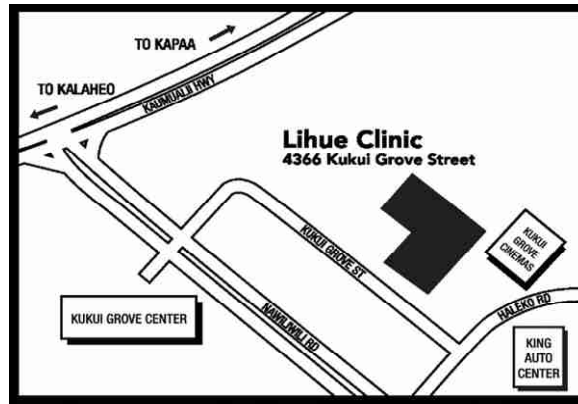 TO KAPAA
TO KALAHEO
KAUMUALII HWY
Lihue Clinic
4366 Kukui Grove Street
KUKUI GROVE ST
KUKUI
GROVE
CINEMAS
HALEKO RD
KUKUI GROVE CENTER
NAWILIWILI RD
KING
AUTO
CENTER